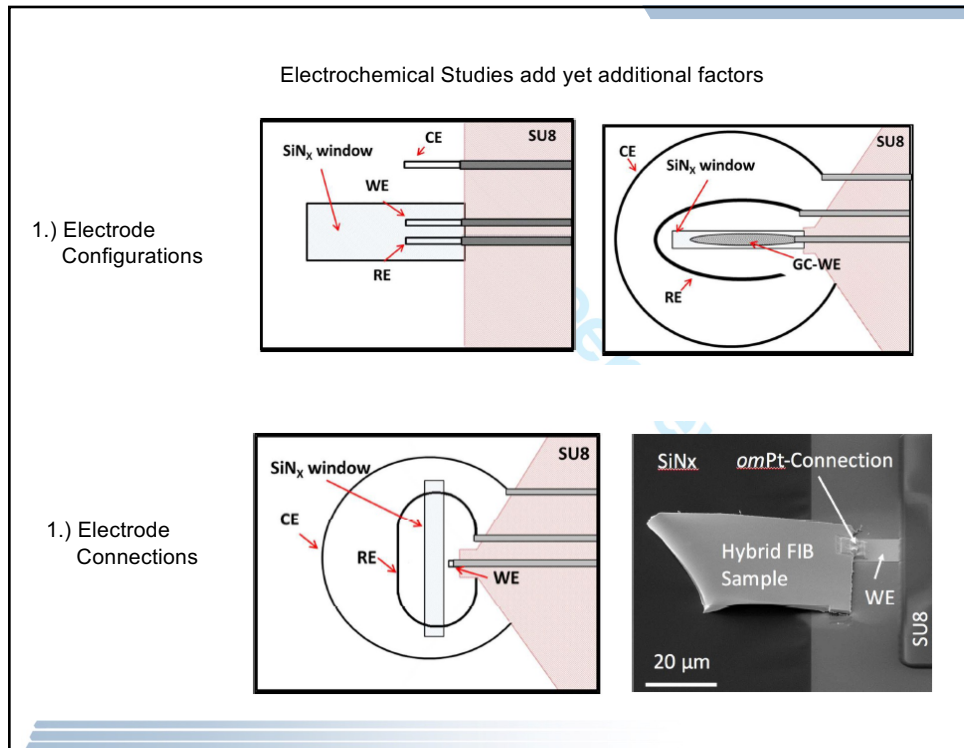 Electrochemical Studies add yet additional factors
1.) Electrode
Configurations
SiNX window
CE
SU8
WE
RE
CE
SU8
SiNX window
GC-WE
RE
1.) Electrode
Connections
SiNX window
SU8
CE
RE
WE
SiNx
omPt-Connection
Hybrid FIB
Sample
WE
SU8
20 µm